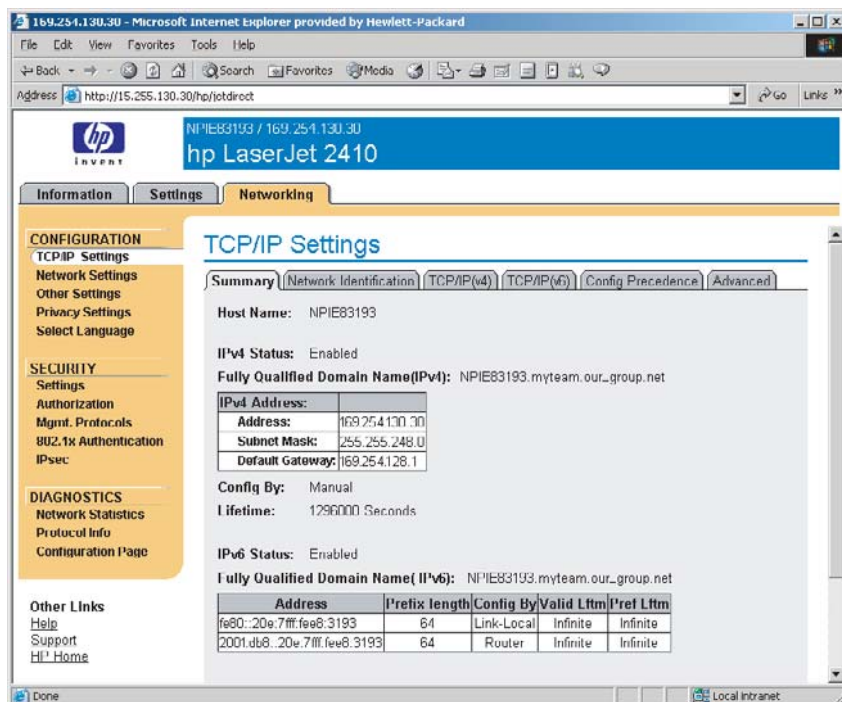 169.254.130.30 - Microsoft Internet Explorer provided by Hewlett-Packard
File Edit View Favorites Tools Help
Back Search Favorites Media
Address http://15.255.130.30/hp/jetdirect Go Links »
hp
invent
NPIE83193 / 169.254.130.30
hp LaserJet 2410
Information Settings Networking
CONFIGURATION
TCP/IP Settings
Network Settings
Other Settings
Privacy Settings
Select Language
SECURITY
Settings
Authorization
Mgmt. Protocols
802.1x Authentication
IPsec
DIAGNOSTICS
Network Statistics
Protocol Info
Configuration Page
Other Links
Help
Support
HP Home
TCP/IP Settings
Summary Network Identification TCP/IP(v4) TCP/IP(v6) Config Precedence Advanced
Host Name: NPIE83193
IPv4 Status: Enabled
Fully Qualified Domain Name(IPv4): NPIE83193.myteam.our_group.net
IPv4 Address:
Address: 169.254.130.30
Subnet Mask: 255.255.248.0
Default Gateway: 169.254.128.1
Config By: Manual
Lifetime: 1296000 Seconds
IPv6 Status: Enabled
Fully Qualified Domain Name( IPv6): NPIE83193.myteam.our_group.net
Address Prefix length Config By Valid Lftm Pref Lftm
fe80::20e:7fff:fee8:3193 64 Link-Local Infinite Infinite
2001:db8::20e:7fff:fee8:3193 64 Router Infinite Infinite
Done Local intranet